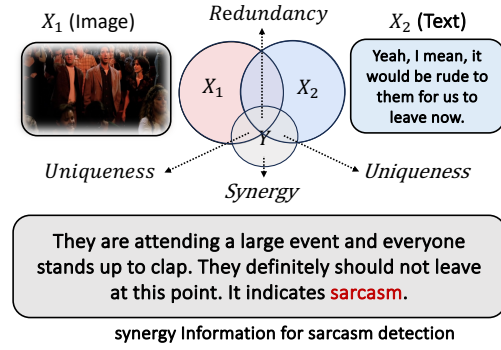 Redundancy
X₁ (Image)
X₂ (Text)
Yeah, I mean, it
would be rude to
them for us to
leave now.
X₁
X₂
Y
Uniqueness
Uniqueness
Synergy
They are attending a large event and everyone
stands up to clap. They definitely should not leave
at this point. It indicates sarcasm.
synergy Information for sarcasm detection